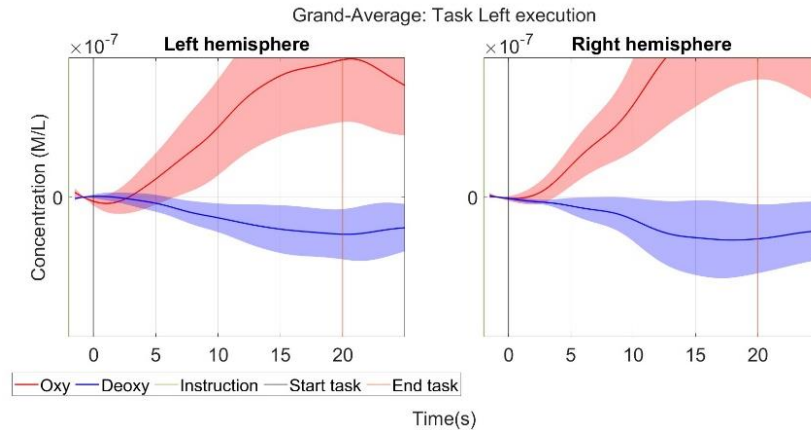 Grand-Average: Task Left execution
×10⁻⁷ Left hemisphere
×10⁻⁷ Right hemisphere
Concentration (M/L)
0
0
0 5 10 15 20
0 5 10 15 20
Oxy Deoxy Instruction Start task End task
Time(s)